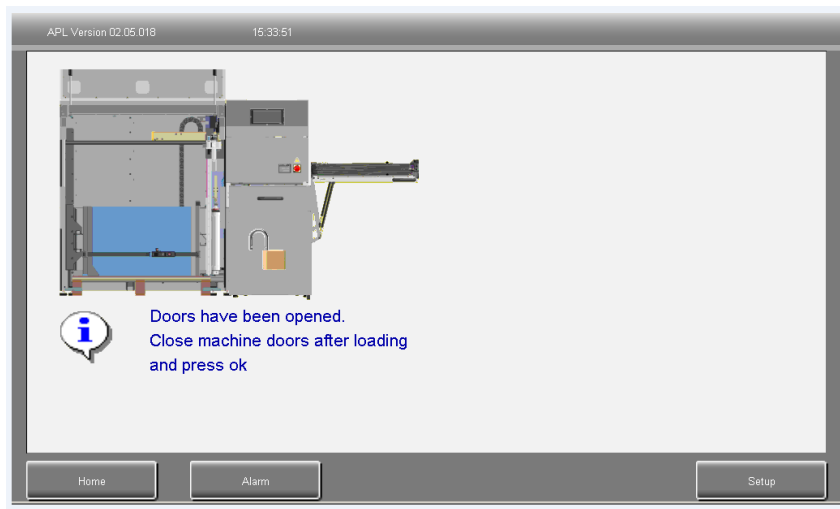 APL Version 02.05.018 15:33:51
Doors have been opened.
Close machine doors after loading
and press ok
Home Alarm Setup